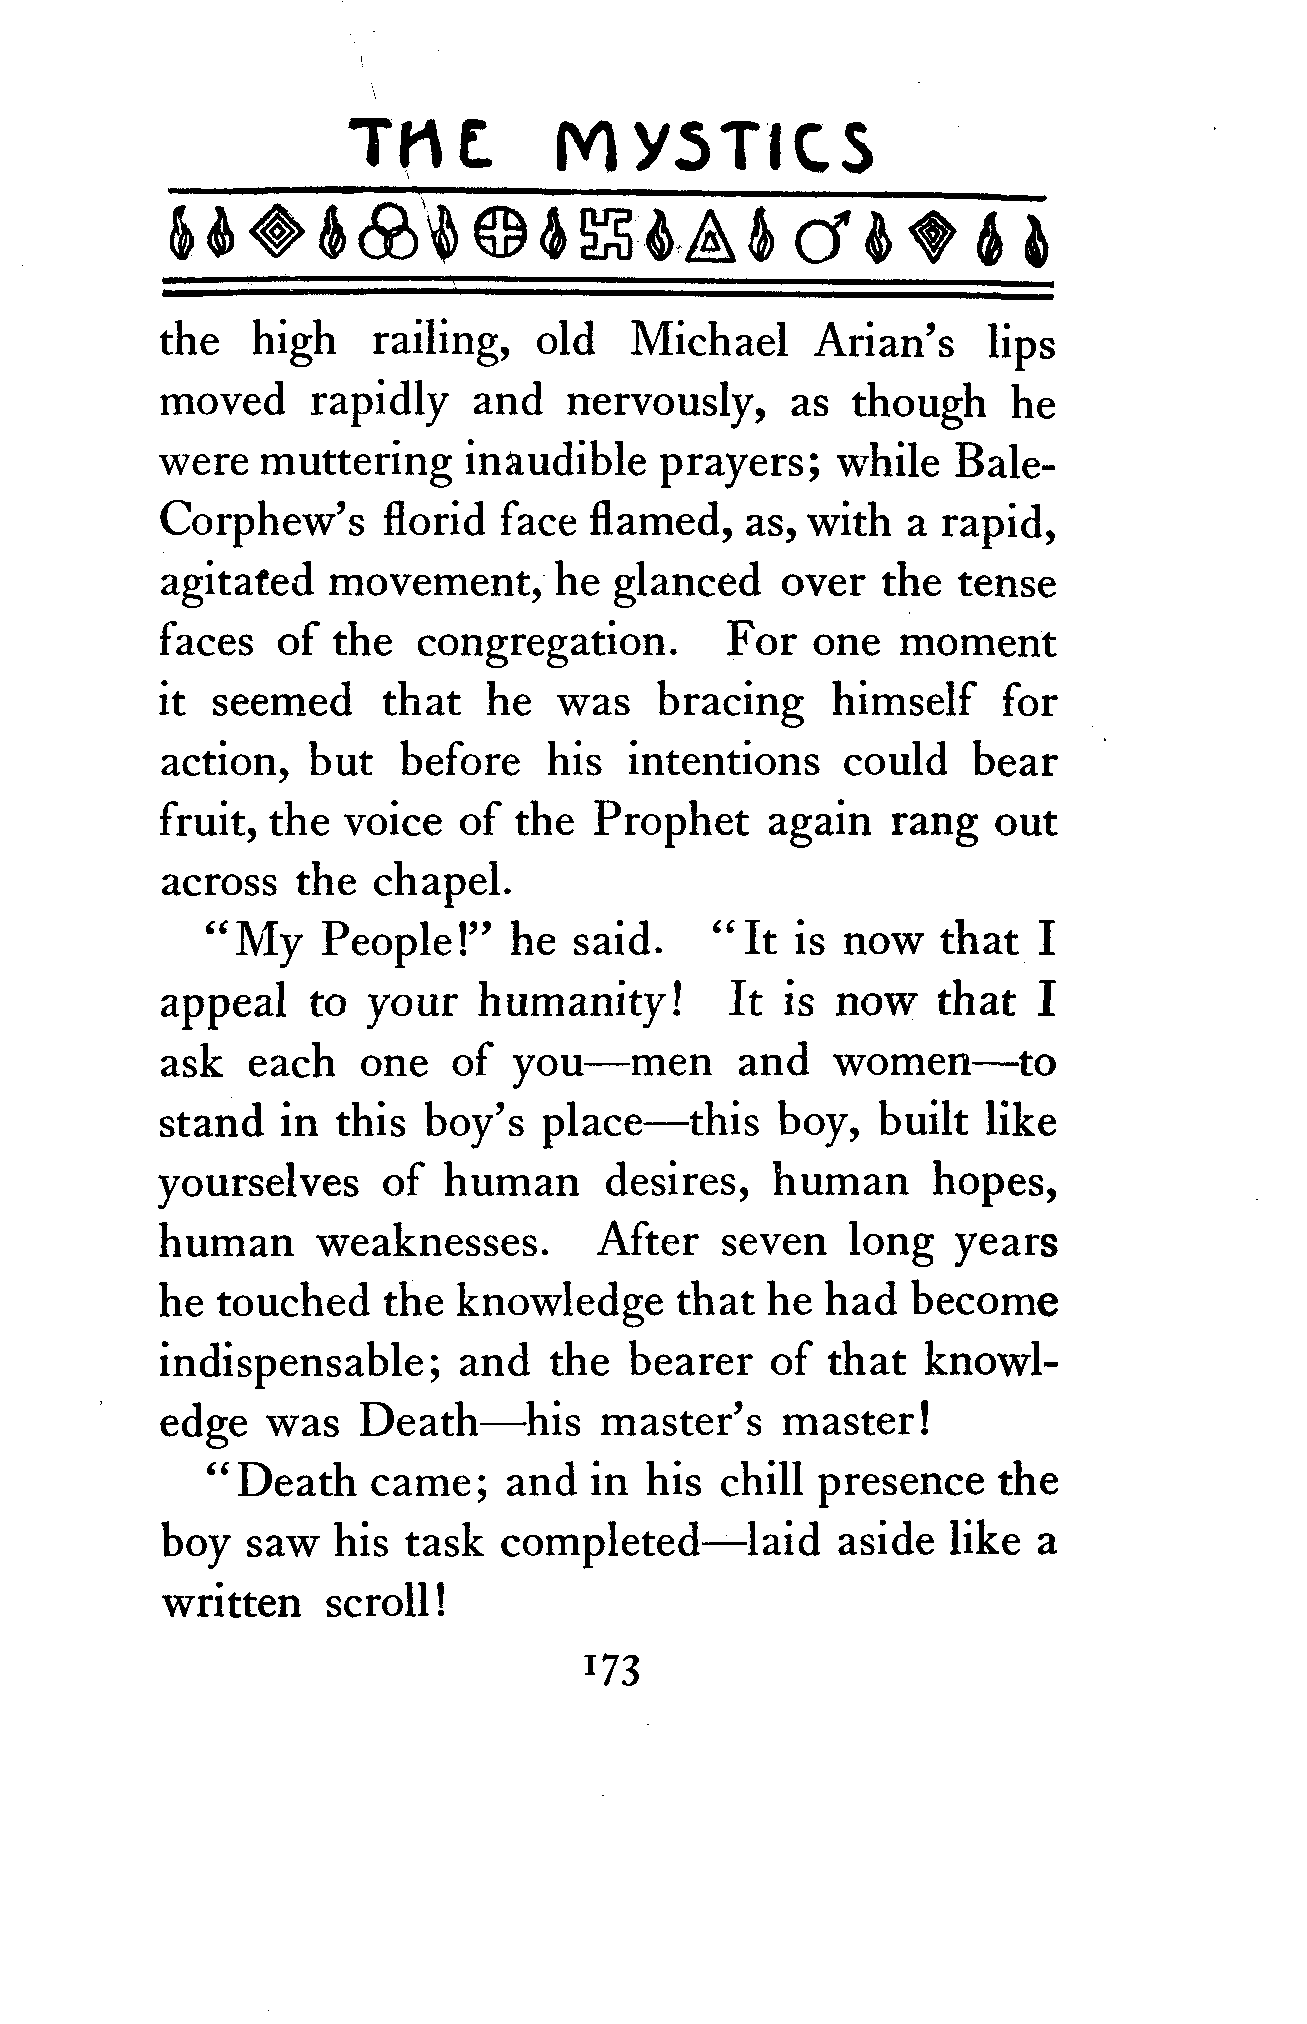 THE MYSTICS
the high railing, old Michael Arian's lips
moved rapidly and nervously, as though he
were muttering inaudible prayers; while Bale-
Corphew's florid face flamed, as, with a rapid,
agitated movement, he glanced over the tense
faces of the congregation. For one moment
it seemed that he was bracing himself for
action, but before his intentions could bear
fruit, the voice of the Prophet again rang out
across the chapel.
"My People!" he said. "It is now that I
appeal to your humanity! It is now that I
ask each one of you—men and women—to
stand in this boy's place—this boy, built like
yourselves of human desires, human hopes,
human weaknesses. After seven long years
he touched the knowledge that he had become
indispensable; and the bearer of that knowl-
edge was Death—his master's master!
"Death came; and in his chill presence the
boy saw his task completed—laid aside like a
written scroll!
173